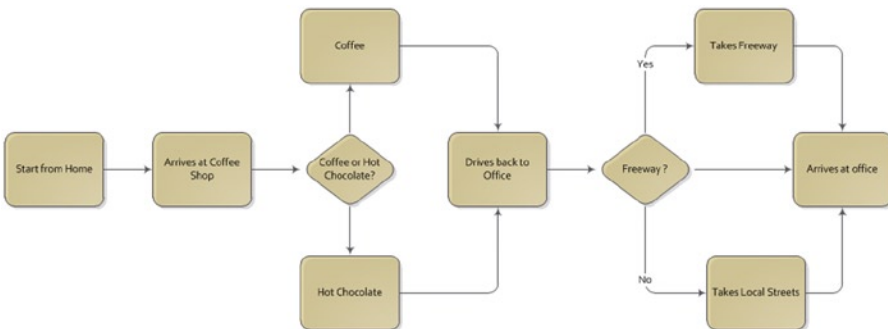 Start from Home
Arrives at Coffee
Shop
Coffee or Hot
Chocolate?
Coffee
Hot Chocolate
Drives back to
Office
Freeway ?
Yes
Takes Freeway
No
Takes Local Streets
Arrives at office